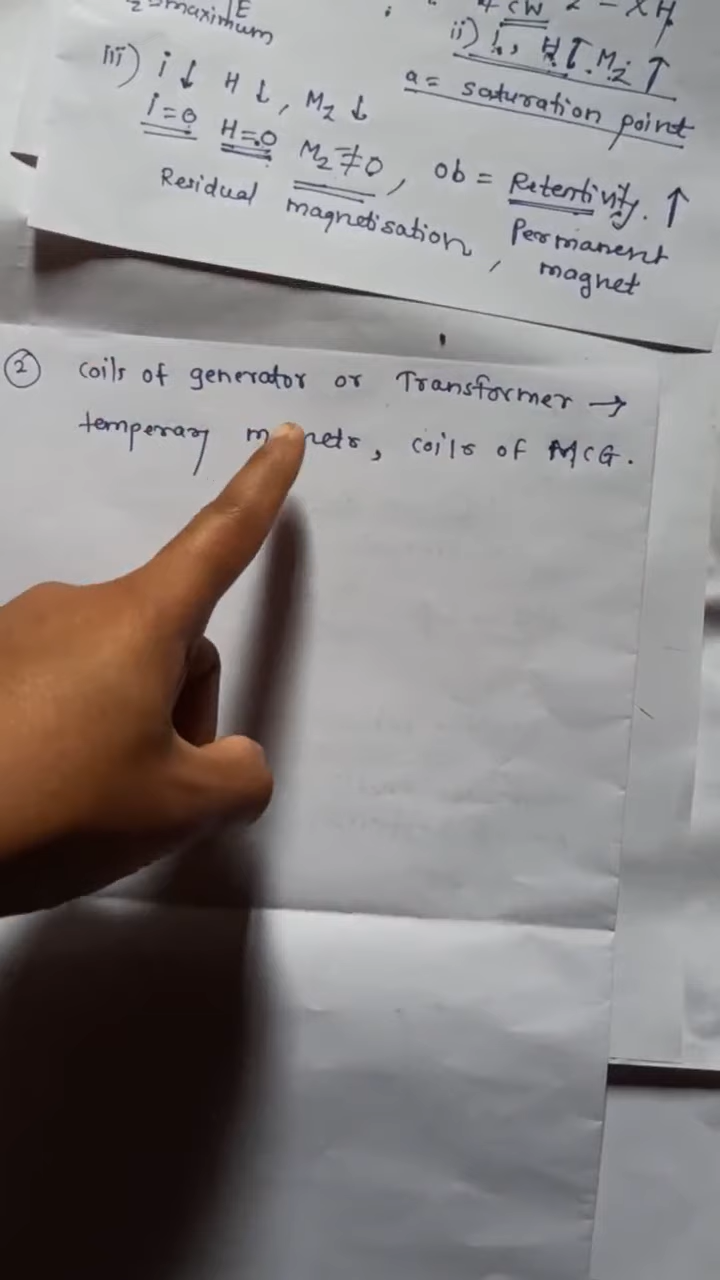 maximum
ii) i, H↑, Mz ↑
a = saturation point
iii) i ↓ H ↓, Mz ↓
i=0 H=0 Mz ≠0, ob = Retentivity. ↑
Residual magnetisation, Permanent
magnet
② coils of generator or Transformer →
temperary coils of MCG.